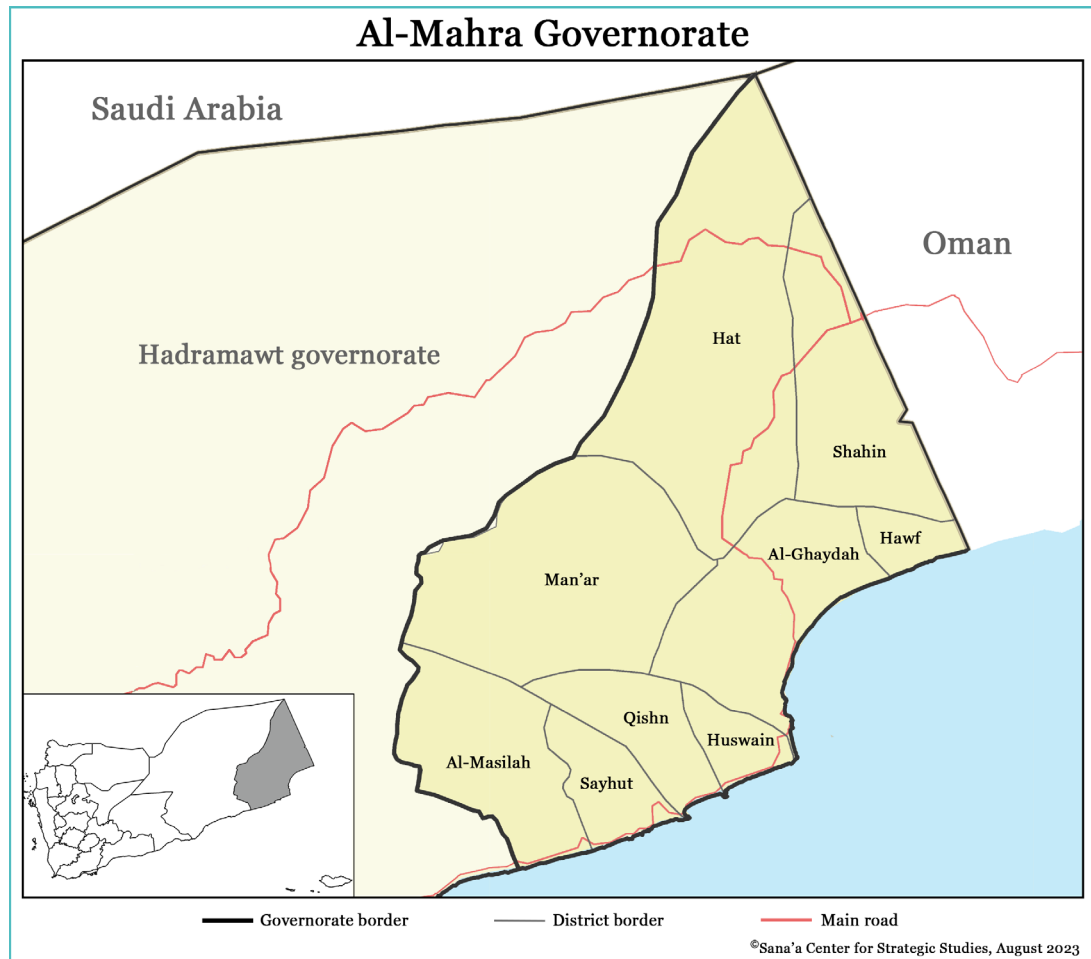 Al-Mahra Governorate
Saudi Arabia
Oman
Hadramawt governorate
Hat
Shahin
Hawf
Al-Ghaydah
Man'ar
Qishn
Huswain
Al-Masilah
Sayhut
Governorate border
District border
Main road
©Sana'a Center for Strategic Studies, August 2023